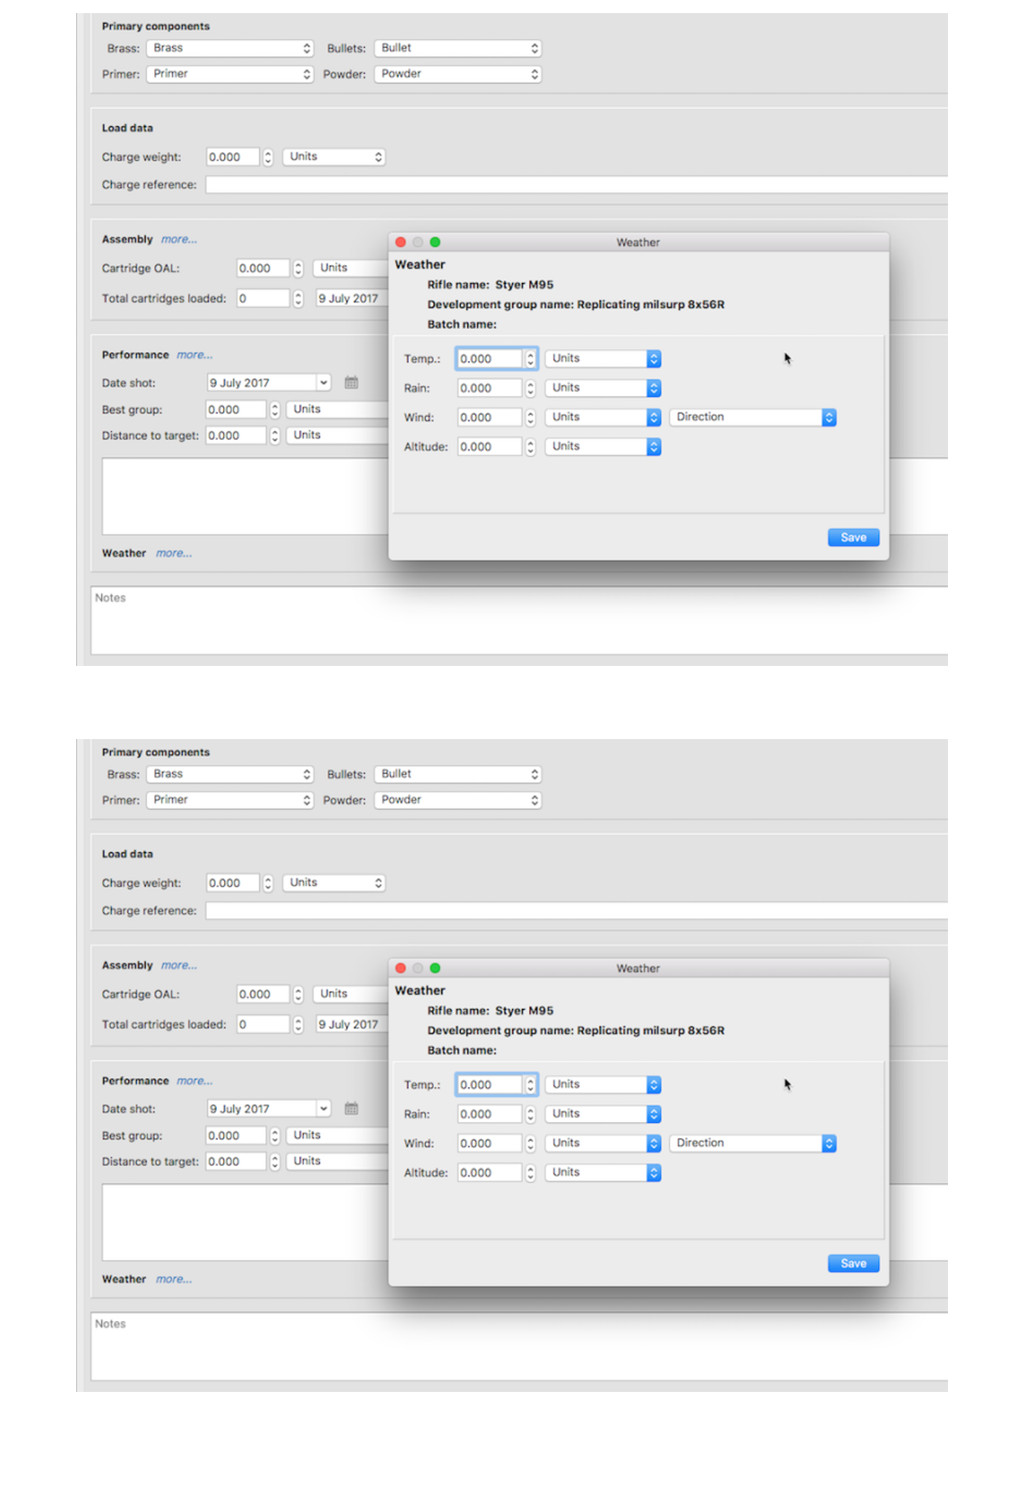 Primary components
Brass: Brass Bullets: Bullet
Primer: Primer Powder: Powder
Load data
Charge weight: 0.000 Units
Charge reference:
Assembly more...
Cartridge OAL: 0.000 Units
Total cartridges loaded: 0 9 July 2017
Performance more...
Date shot: 9 July 2017
Best group: 0.000 Units
Distance to target: 0.000 Units
Weather more...
Notes
Weather
Weather
Rifle name: Styer M95
Development group name: Replicating milsurp 8x56R
Batch name:
Temp.: 0.000 Units
Rain: 0.000 Units
Wind: 0.000 Units Direction
Altitude: 0.000 Units
Save
Primary components
Brass: Brass Bullets: Bullet
Primer: Primer Powder: Powder
Load data
Charge weight: 0.000 Units
Charge reference:
Assembly more...
Cartridge OAL: 0.000 Units
Total cartridges loaded: 0 9 July 2017
Performance more...
Date shot: 9 July 2017
Best group: 0.000 Units
Distance to target: 0.000 Units
Weather more...
Notes
Weather
Weather
Rifle name: Styer M95
Development group name: Replicating milsurp 8x56R
Batch name:
Temp.: 0.000 Units
Rain: 0.000 Units
Wind: 0.000 Units Direction
Altitude: 0.000 Units
Save